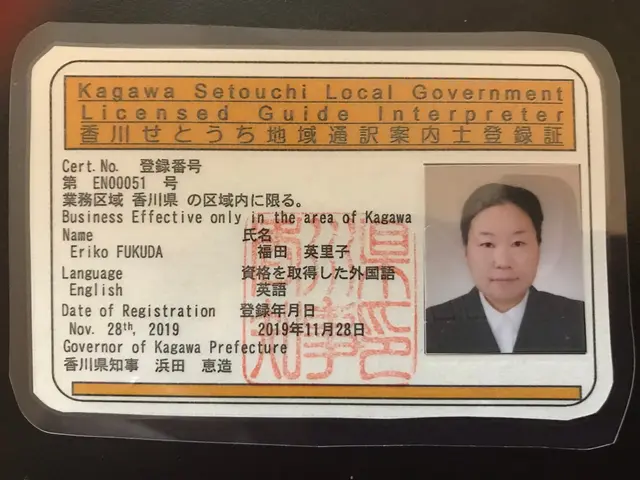 Kagawa Setouchi Local Government
Licensed Guide Interpreter
香川せとうち地域通訳案内士登録証
Cert. No. 登録番号
第 EN00051 号
業務区域 香川県 の区域内に限る。
Business Effective only in the area of Kagawa
Name 氏名
Eriko FUKUDA 福田 英里子
Language 資格を取得した外国語
English 英語
Date of Registration 登録年月日
Nov. 28th, 2019 2019年11月28日
Governor of Kagawa Prefecture
香川県知事 浜田 恵造